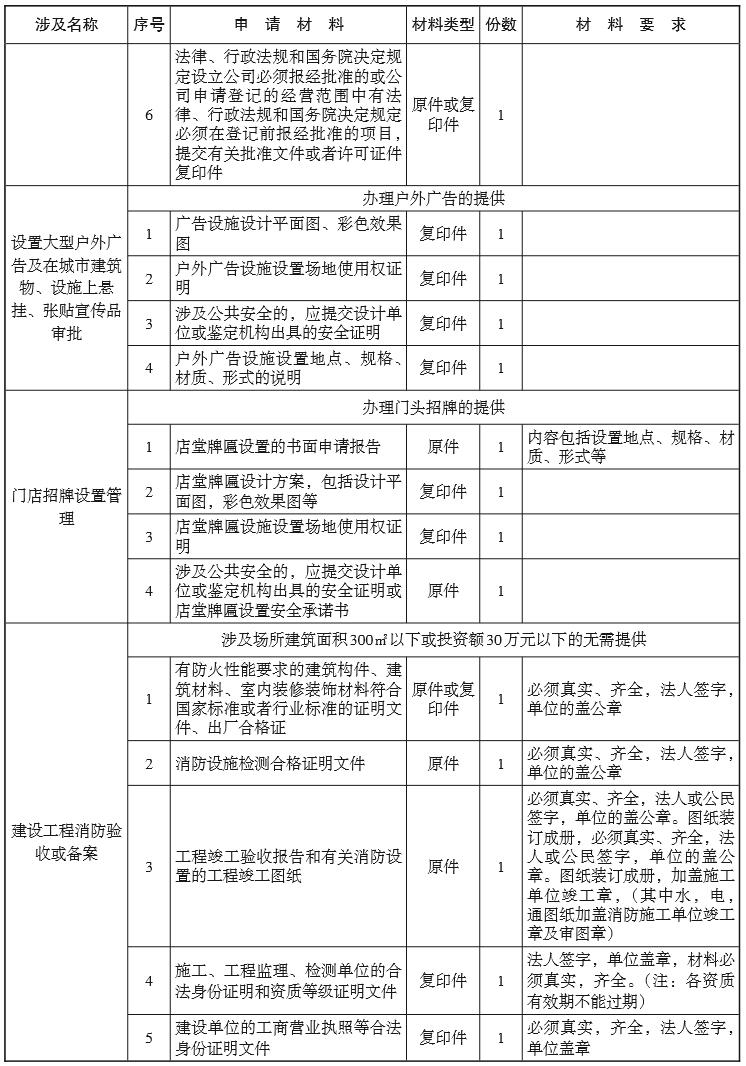 涉及名称 序号 申 请 材 料 材料类型 份数 材 料 要 求
6
法律、行政法规和国务院决定规
定设立公司必须报经批准的或公
司申请登记的经营范围中有法
律、行政法规和国务院决定规定
必须在登记前报经批准的项目，
提交有关批准文件或者许可证件
复印件
原件或复
印件
1
设置大型户外广
告及在城市建筑
物、设施上悬
挂、张贴宣传品
审批
办理户外广告的提供
1
广告设施设计平面图、彩色效果
图
复印件
1
2
户外广告设施设置场地使用权证
明
复印件
1
3
涉及公共安全的，应提交设计单
位或鉴定机构出具的安全证明
复印件
1
4
户外广告设施设置地点、规格、
材质、形式的说明
复印件
1
门店招牌设置管
理
办理门头招牌的提供
1
店堂牌匾设置的书面申请报告
原件
1
内容包括设置地点、规格、材
质、形式等
2
店堂牌匾设计方案，包括设计平
面图，彩色效果图等
复印件
1
3
店堂牌匾设施设置场地使用权证
明
复印件
1
4
涉及公共安全的，应提交设计单
位或鉴定机构出具的安全证明或
店堂牌匾设置安全承诺书
原件
1
建设工程消防验
收或备案
涉及场所建筑面积300㎡以下或投资额30万元以下的无需提供
1
有防火性能要求的建筑构件、建
筑材料、室内装修装饰材料符合
国家标准或者行业标准的证明文
件、出厂合格证
原件或复
印件
1
必须真实、齐全，法人签字，
单位的盖公章
2
消防设施检测合格证明文件
原件
1
必须真实、齐全，法人签字，
单位的盖公章
3
工程竣工验收报告和有关消防设
置的工程竣工图纸
原件
1
必须真实、齐全，法人或公民
签字，单位的盖公章。图纸装
订成册，必须真实、齐全，法
人或公民签字，单位的盖公
章。图纸装订成册，加盖施工
单位竣工章，（其中水，电，
通图纸加盖消防施工单位竣工
章及审图章）
4
施工、工程监理、检测单位的合
法身份证明和资质等级证明文件
复印件
1
法人签字，单位盖章，材料必
须真实，齐全。（注：各资质
有效期不能过期）
5
建设单位的工商营业执照等合法
身份证明文件
复印件
1
必须真实，齐全，法人签字，
单位盖章